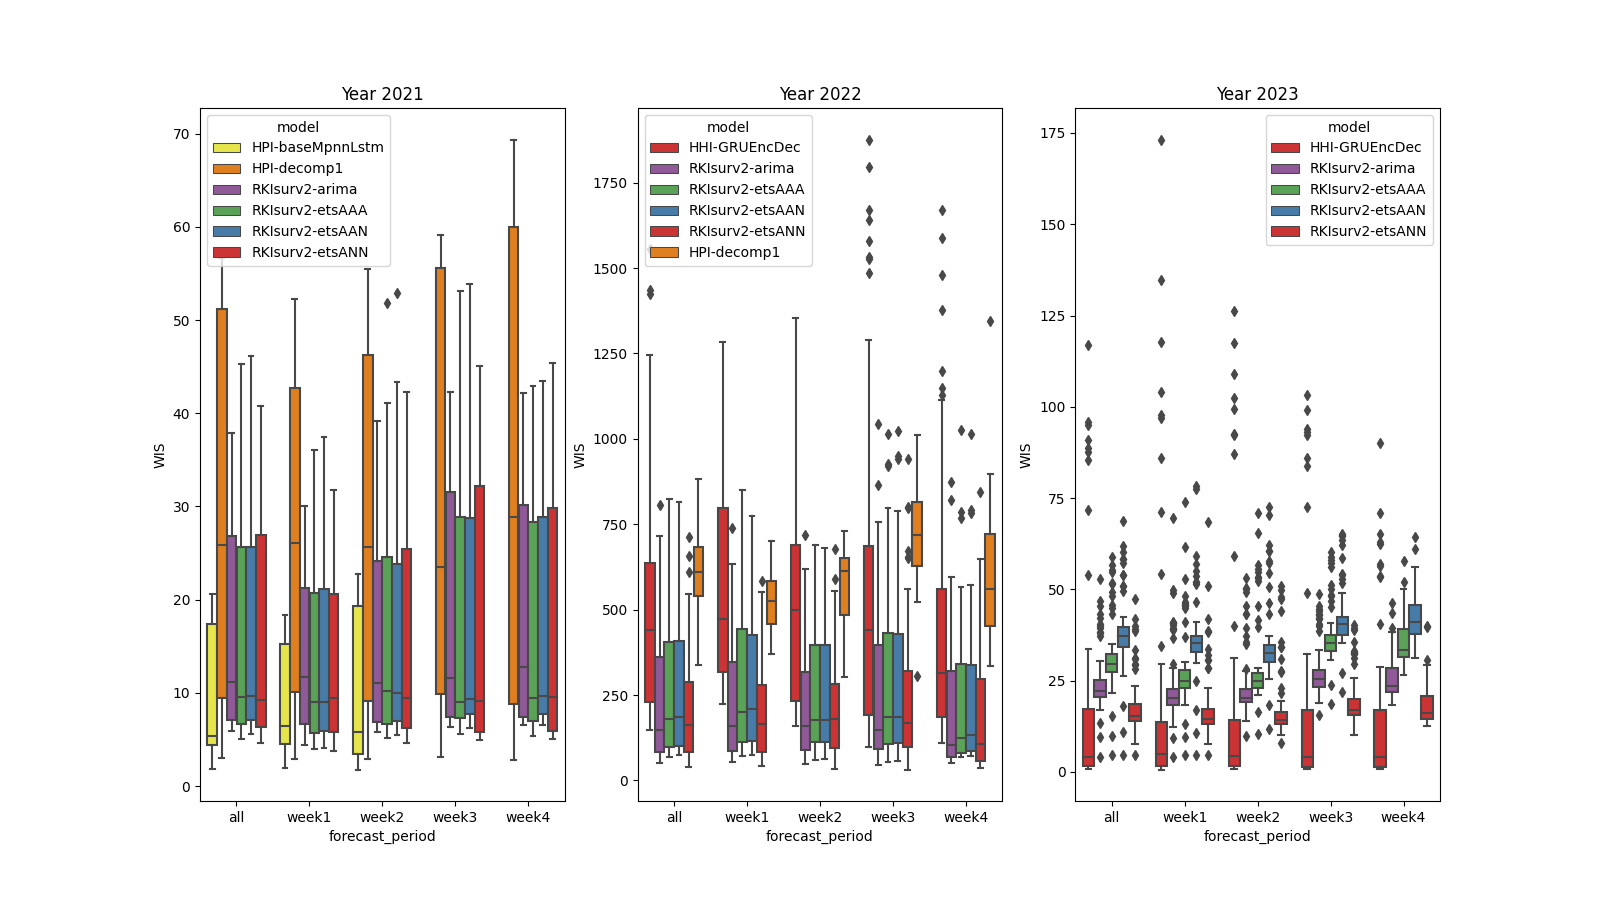 Year 2021
WIS
70
60
50
40
30
20
10
0
model
HPI-baseMpnnLstm
HPI-decomp1
RKIsurv2-arima
RKIsurv2-etsAAA
RKIsurv2-etsAAN
RKIsurv2-etsANN
all week1 week2 week3 week4
forecast_period
Year 2022
WIS
1750
1500
1250
1000
750
500
250
0
model
HHI-GRUEncDec
RKIsurv2-arima
RKIsurv2-etsAAA
RKIsurv2-etsAAN
RKIsurv2-etsANN
HPI-decomp1
all week1 week2 week3 week4
forecast_period
Year 2023
WIS
175
150
125
100
75
50
25
0
model
HHI-GRUEncDec
RKIsurv2-arima
RKIsurv2-etsAAA
RKIsurv2-etsAAN
RKIsurv2-etsANN
all week1 week2 week3 week4
forecast_period